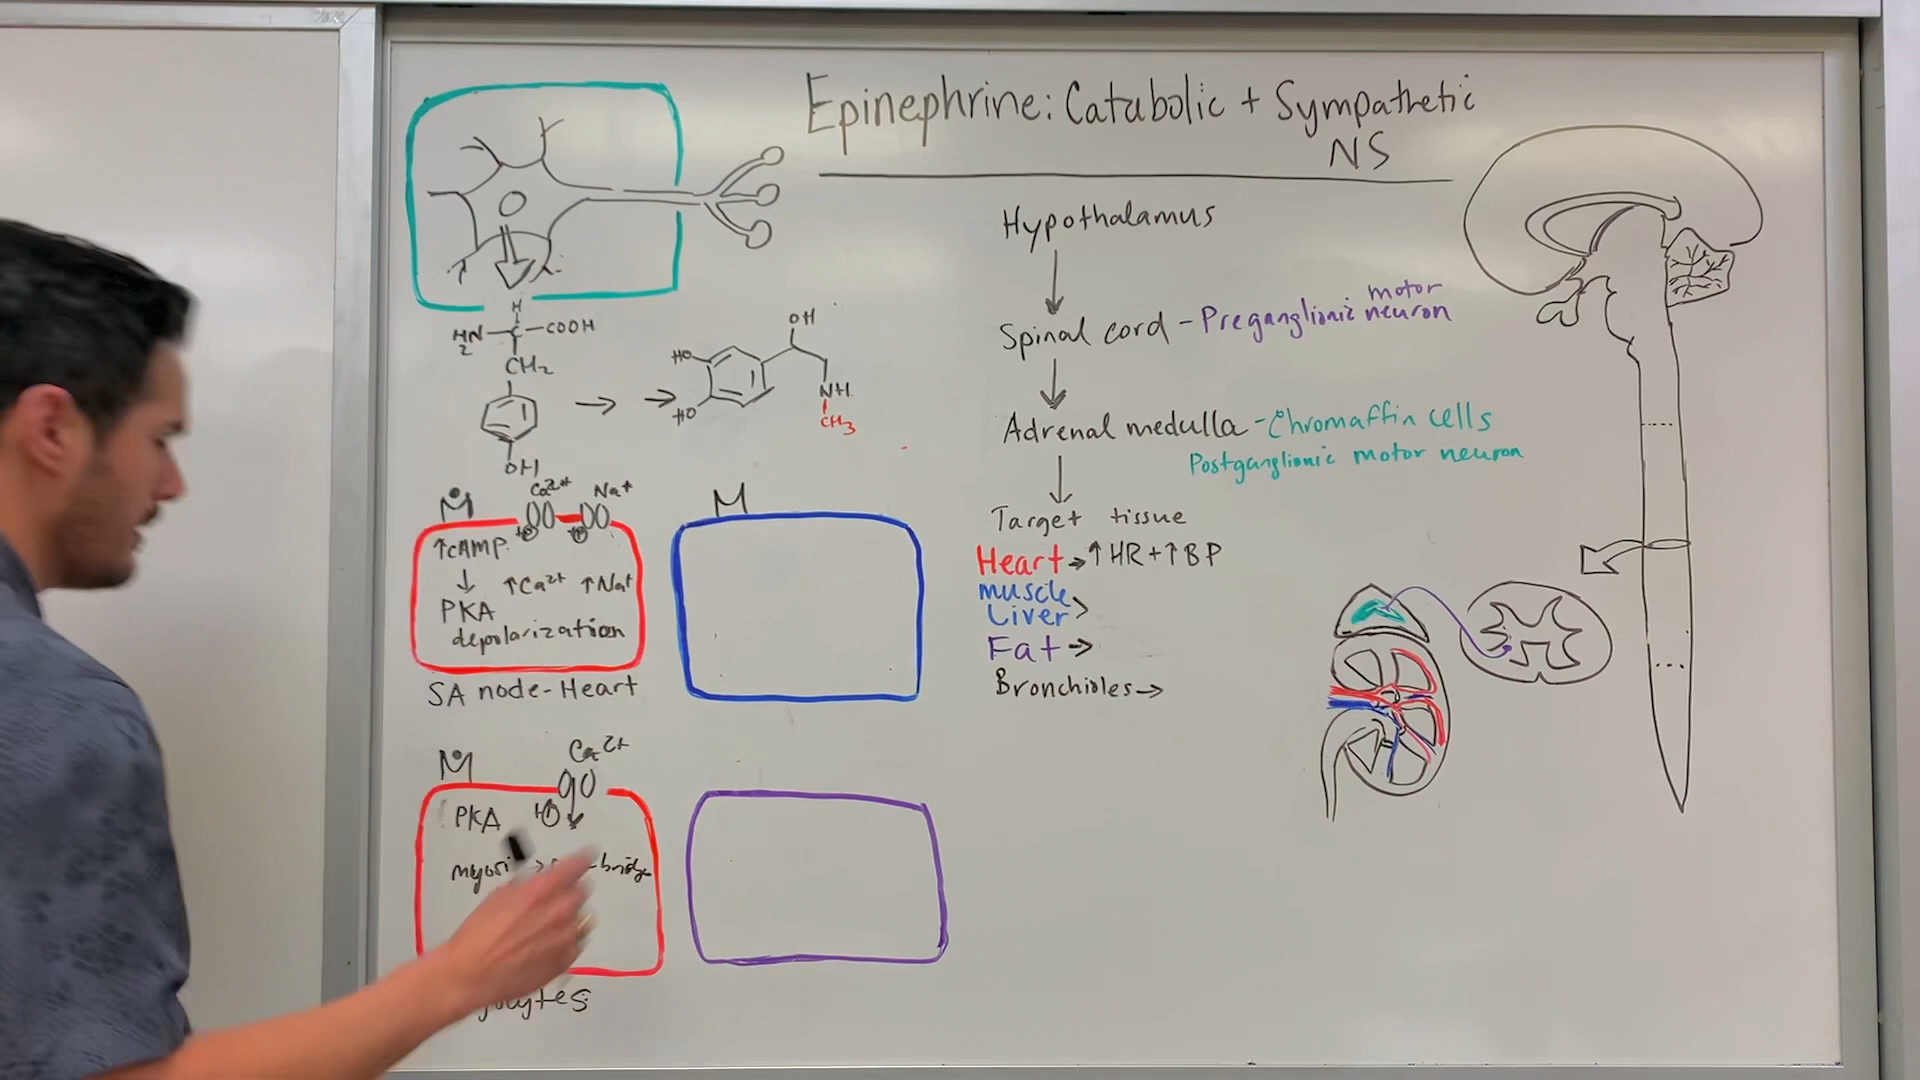 Epinephrine: Catabolic + Sympathetic
NS
Hypothalamus
Spinal cord - Preganglionic motor neuron
Adrenal medulla - Chromaffin cells
Postganglionic motor neuron
Target tissue
Heart → ↑HR + ↑BP
muscle
Liver >
Fat →
Bronchioles →
H
H2N - C - COOH
CH2
OH
→ →
OH
HO
HO
NH
CH3
Ca2+ Na+
⊕ ⊕
↑cAMP
↓ ↑Ca2+ ↑Na+
PKA
depolarization
SA node - Heart
Ca2+
PKA ⊕
bridge